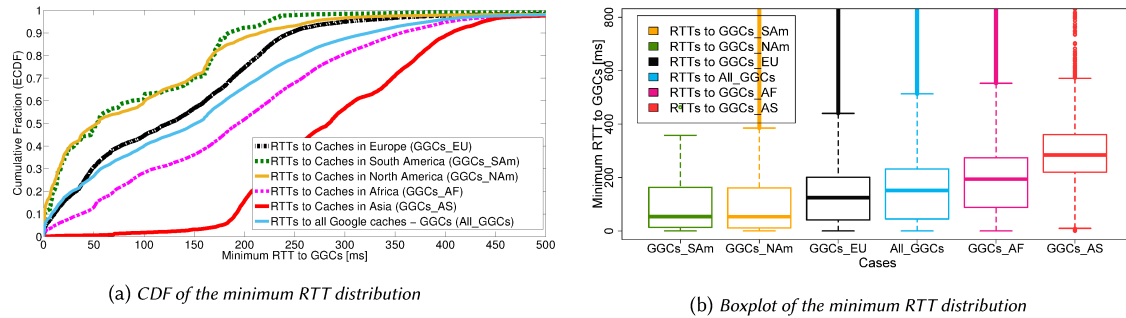 1
0.9
0.8
0.7
0.6
0.5
0.4
0.3
0.2
0.1
0
Cumulative Fraction (ECDF)
RTTs to Caches in Europe (GGCs_EU)
RTTs to Caches in South America (GGCs_SAm)
RTTs to Caches in North America (GGCs_NAm)
RTTs to Caches in Africa (GGCs_AF)
RTTs to Caches in Asia (GGCs_AS)
RTTs to all Google caches – GGCs (All_GGCs)
0 50 100 150 200 250 300 350 400 450 500
Minimum RTT to GGCs [ms]
(a) CDF of the minimum RTT distribution
800
600
400
200
0
Minimum RTT to GGCs [ms]
RTTs to GGCs_SAm
RTTs to GGCs_NAm
RTTs to GGCs_EU
RTTs to All_GGCs
RTTs to GGCs_AF
RTTs to GGCs_AS
GGCs_SAm GGCs_NAm GGCs_EU All_GGCs GGCs_AF GGCs_AS
Cases
(b) Boxplot of the minimum RTT distribution